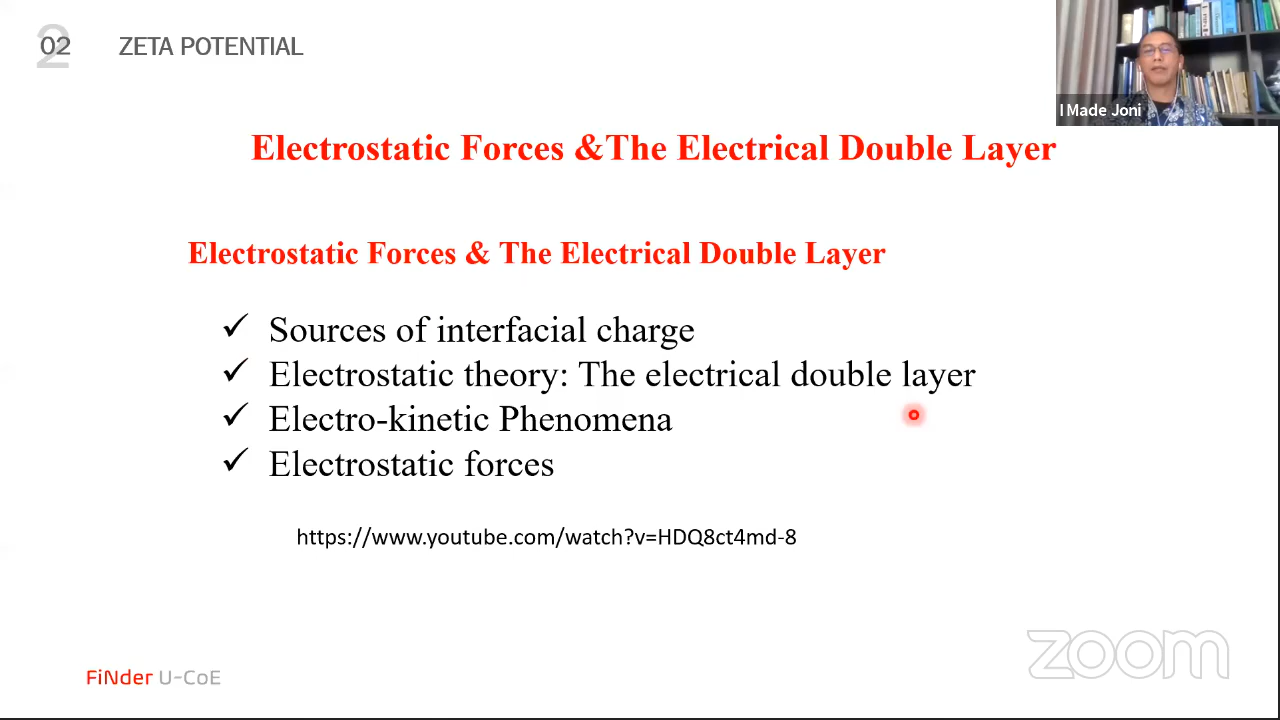 02 ZETA POTENTIAL
I Made Joni
Electrostatic Forces &The Electrical Double Layer
Electrostatic Forces & The Electrical Double Layer
✓ Sources of interfacial charge
✓ Electrostatic theory: The electrical double layer
✓ Electro-kinetic Phenomena
✓ Electrostatic forces
https://www.youtube.com/watch?v=HDQ8ct4md-8
FiNder U-CoE
zoom